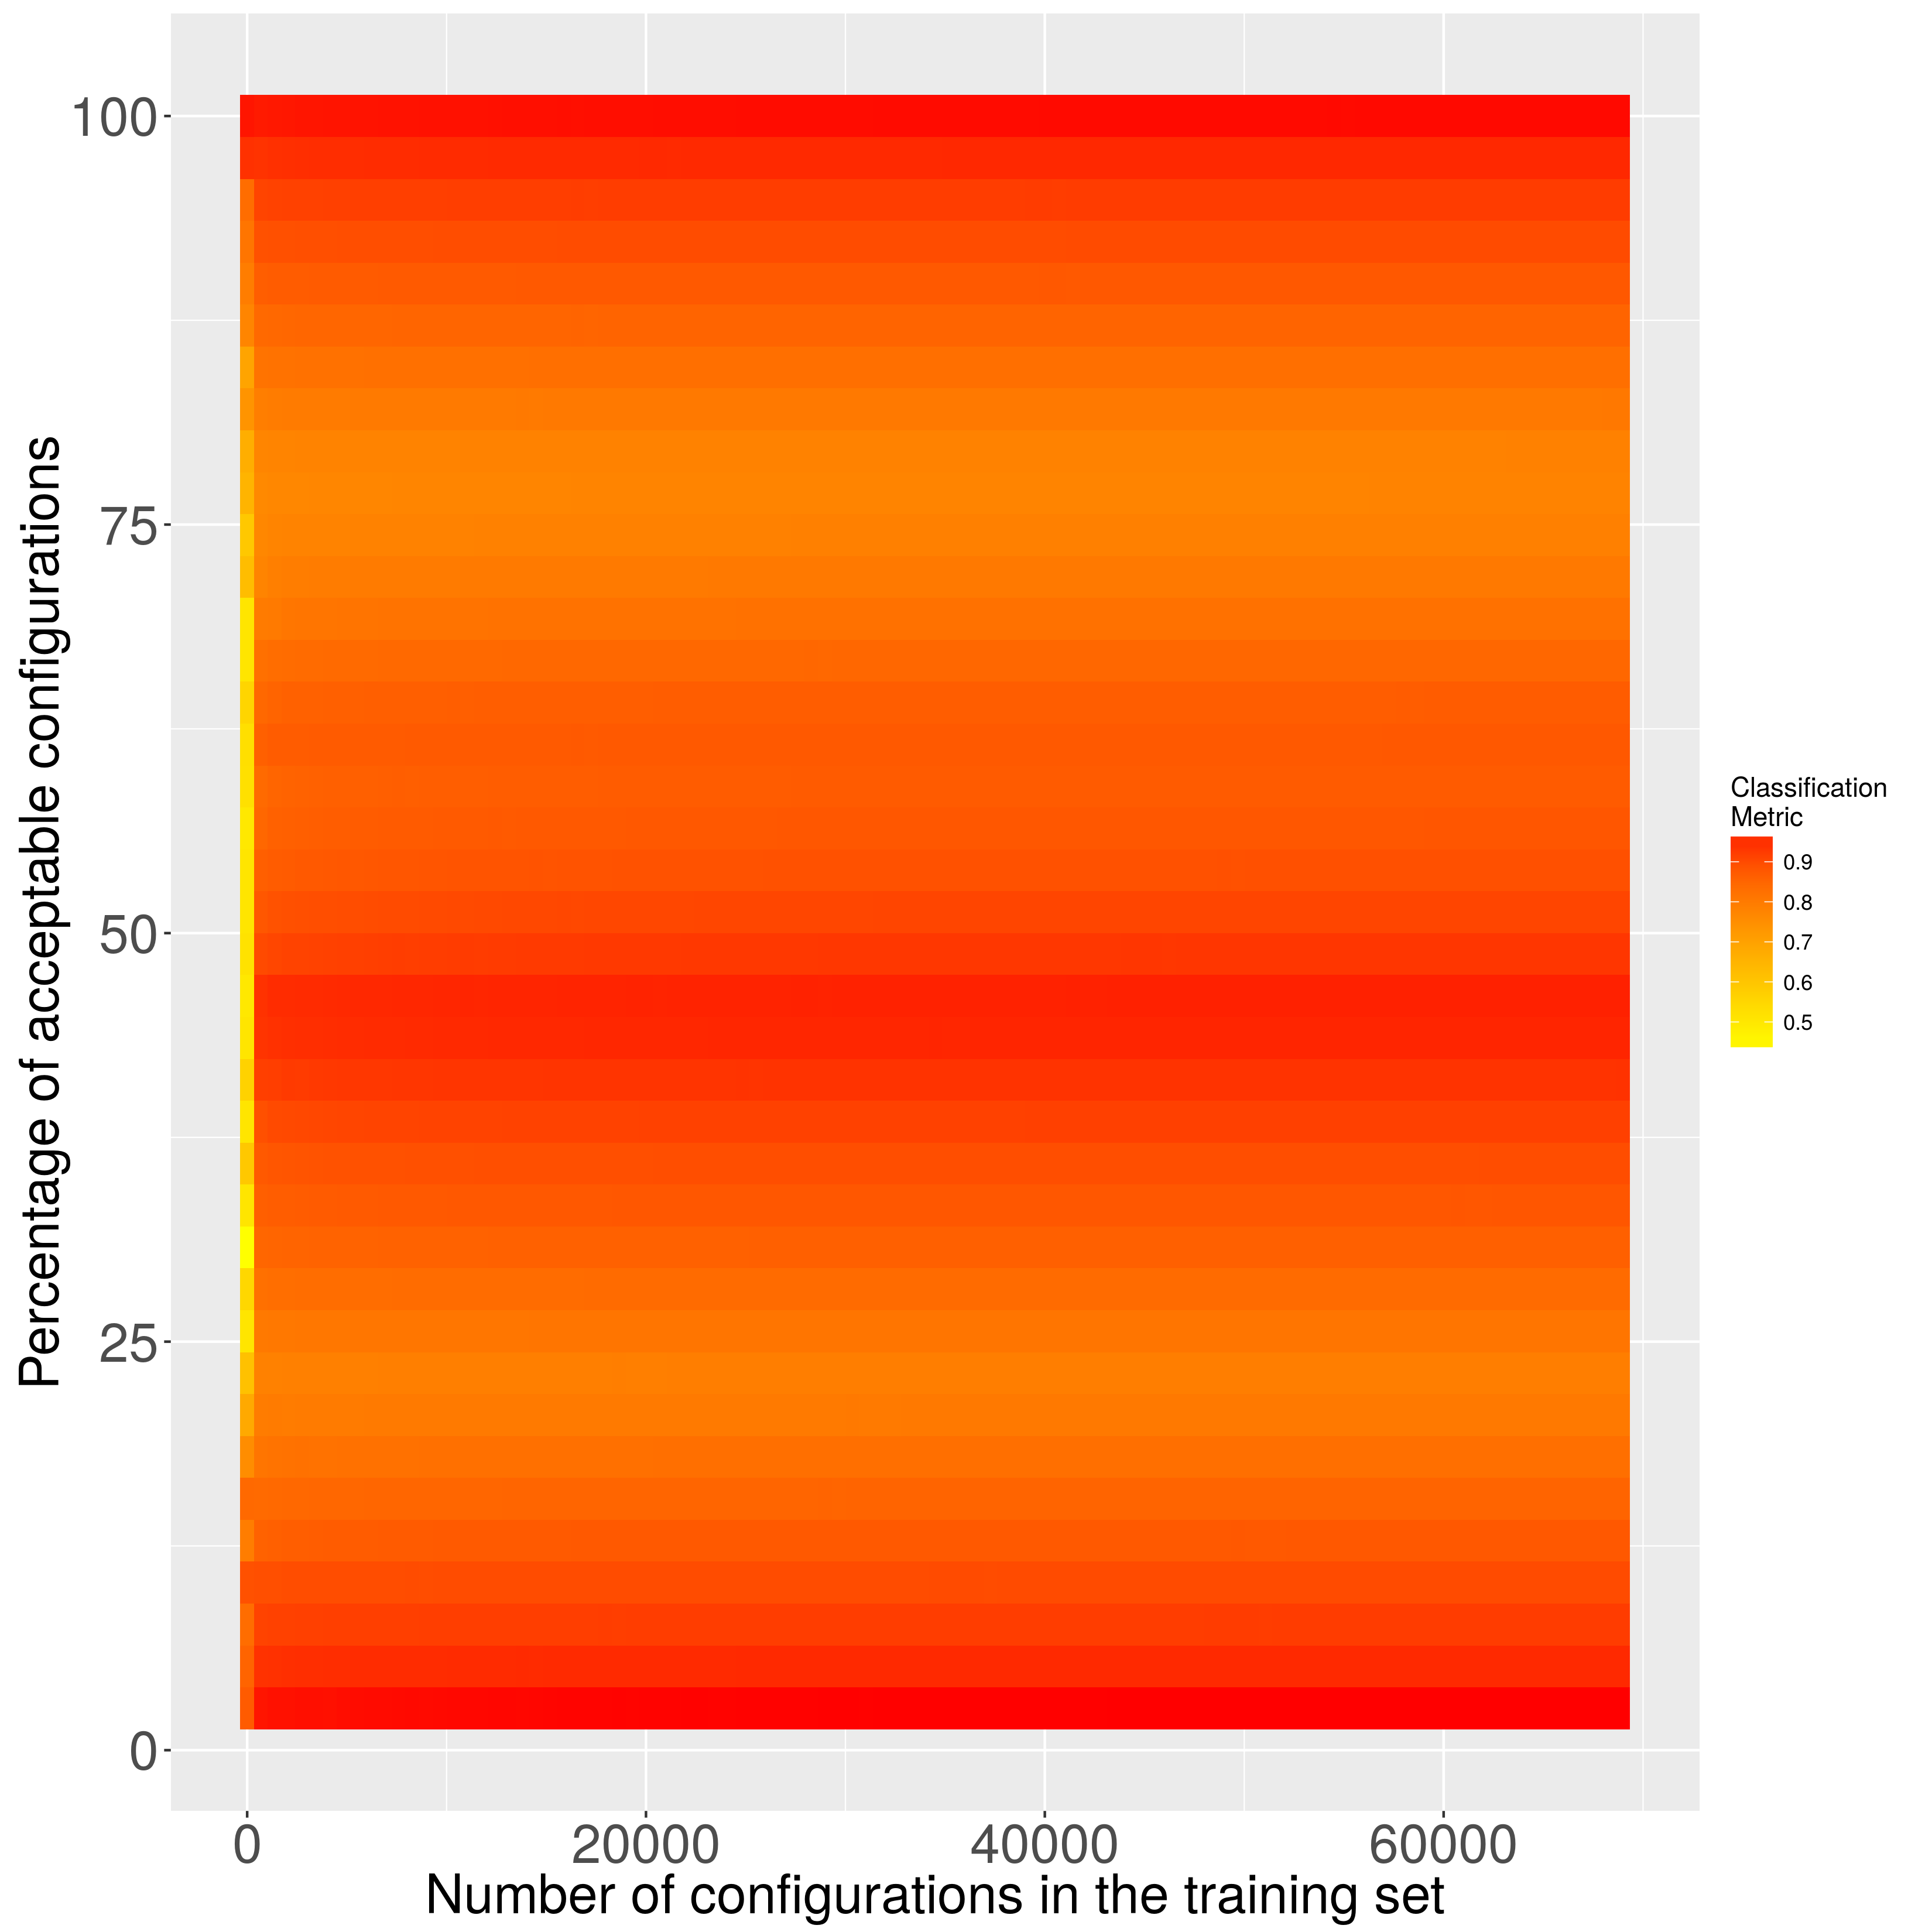 100
75
50
25
0
Percentage of acceptable configurations
0 20000 40000 60000
Number of configurations in the training set
Classification
Metric
0.9
0.8
0.7
0.6
0.5